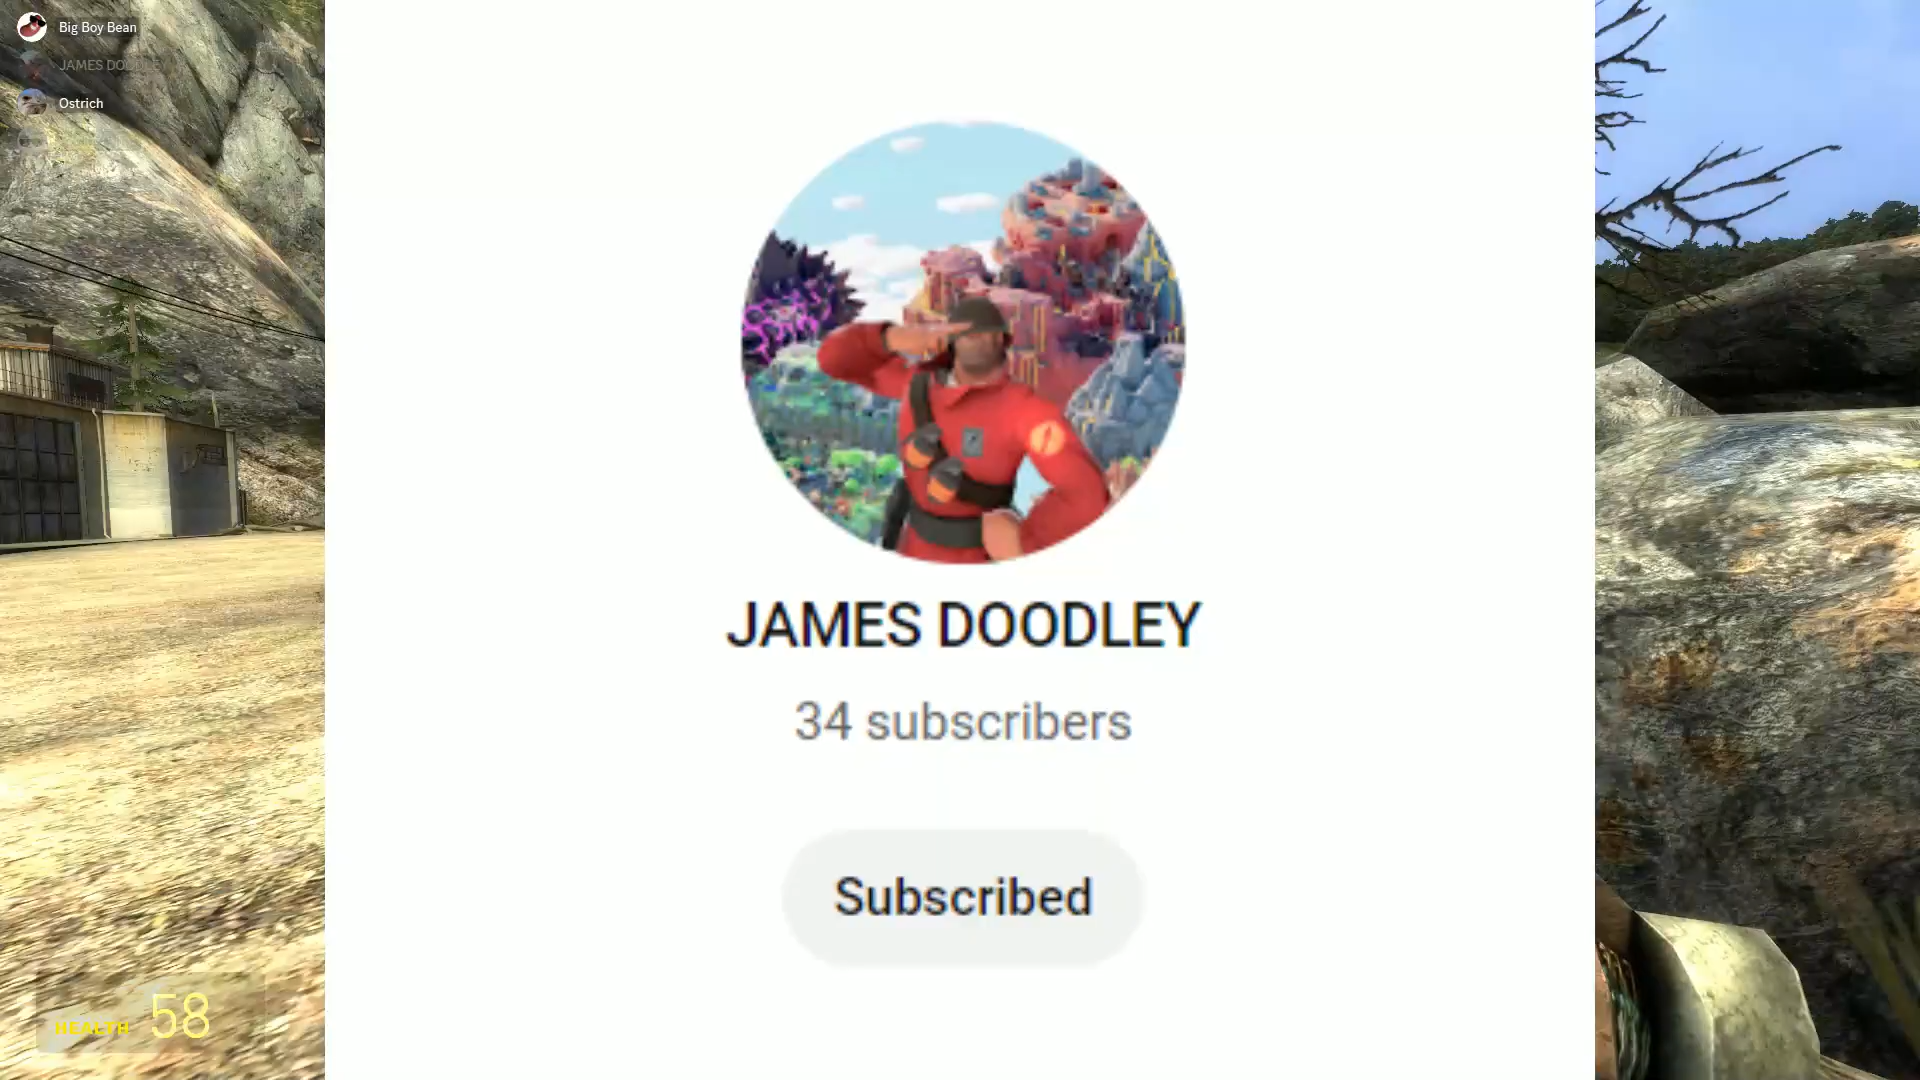 Big Boy Bean
JAMES DOODLEY
Ostrich
JAMES DOODLEY
34 subscribers
Subscribed
HEALTH 58